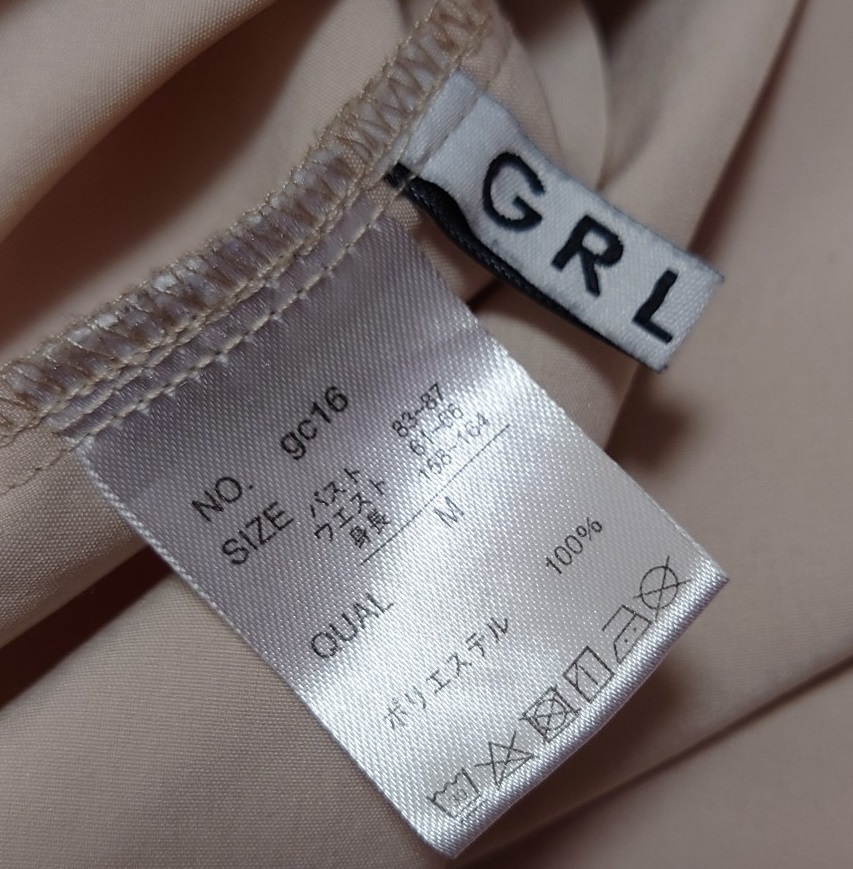 GRL
NO. gc16
SIZE バスト 83~87
ウエスト 61~66
身長 158~164
M
QUAL
ポリエステル 100%